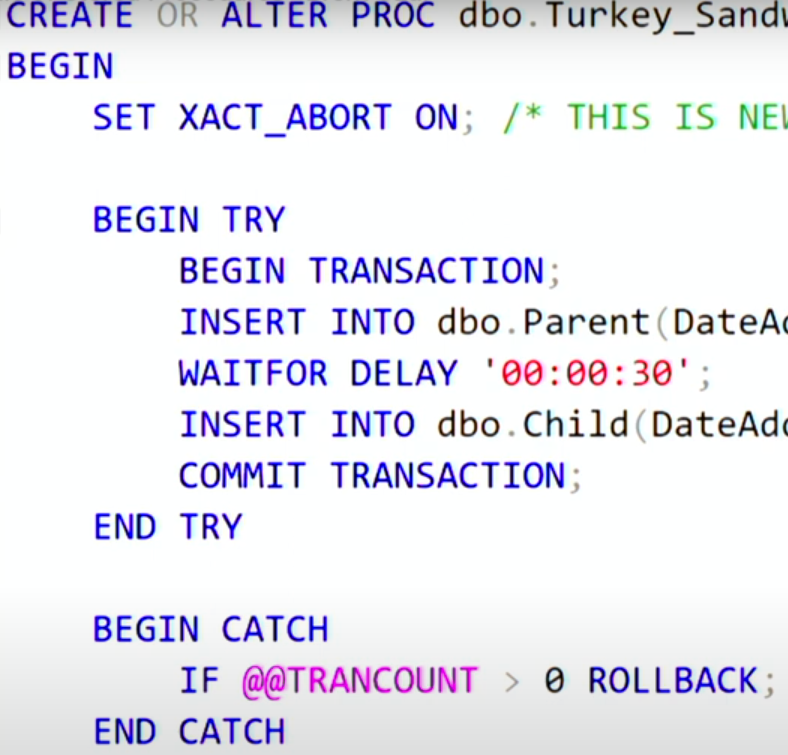 CREATE OR ALTER PROC dbo.Turkey_Sand
BEGIN
SET XACT_ABORT ON; /* THIS IS NEW
BEGIN TRY
BEGIN TRANSACTION;
INSERT INTO dbo.Parent(DateAd
WAITFOR DELAY '00:00:30';
INSERT INTO dbo.Child(DateAdd
COMMIT TRANSACTION;
END TRY
BEGIN CATCH
IF @@TRANCOUNT > 0 ROLLBACK;
END CATCH